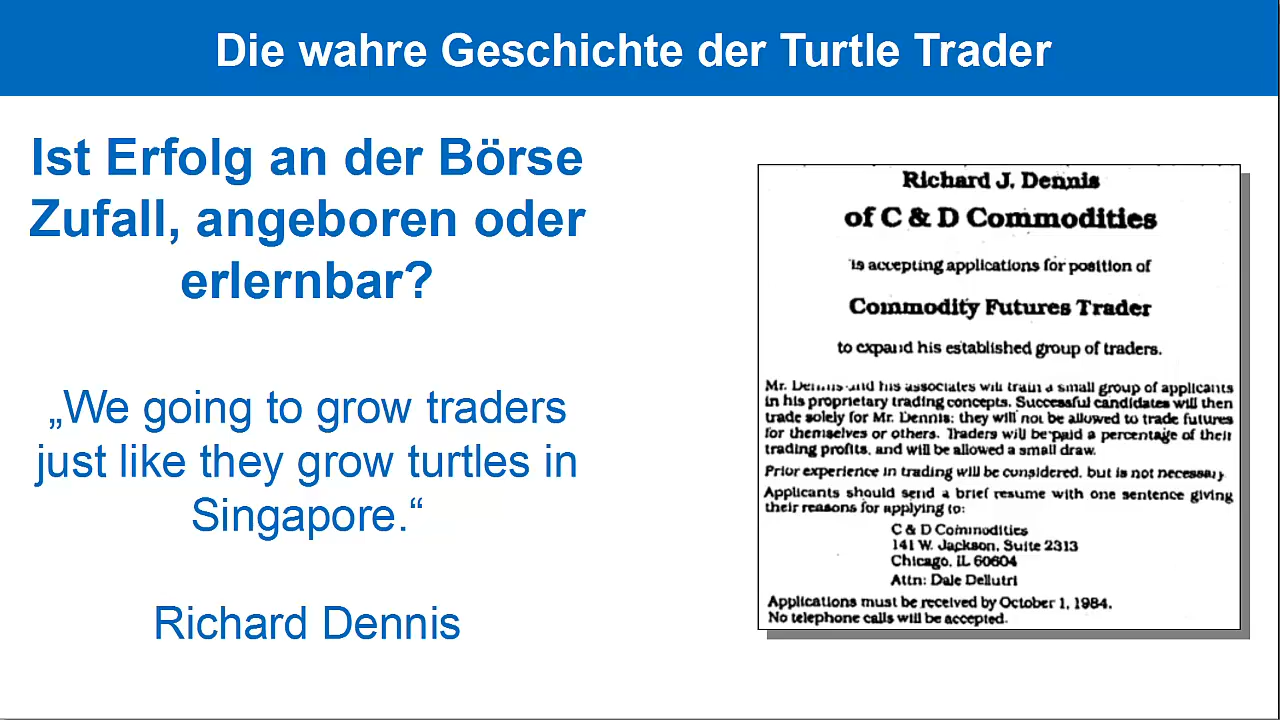 Die wahre Geschichte der Turtle Trader
Ist Erfolg an der Börse
Zufall, angeboren oder
erlernbar?
„We going to grow traders
just like they grow turtles in
Singapore.“
Richard Dennis
Richard J. Dennis
of C & D Commodities
is accepting applications for position of
Commodity Futures Trader
to expand his established group of traders.
Mr. Dennis and his associates will train a small group of applicants
in his proprietary trading concepts. Successful candidates will then
trade solely for Mr. Dennis: they will not be allowed to trade futures
for themselves or others. Traders will be paid a percentage of their
trading profits, and will be allowed a small draw.
Prior experience in trading will be considered, but is not necessary.
Applicants should send a brief resume with one sentence giving
their reasons for applying to:
C & D Commodities
141 W. Jackson, Suite 2313
Chicago, IL 60604
Attn: Dale Dellutri
Applications must be received by October 1, 1984.
No telephone calls will be accepted.